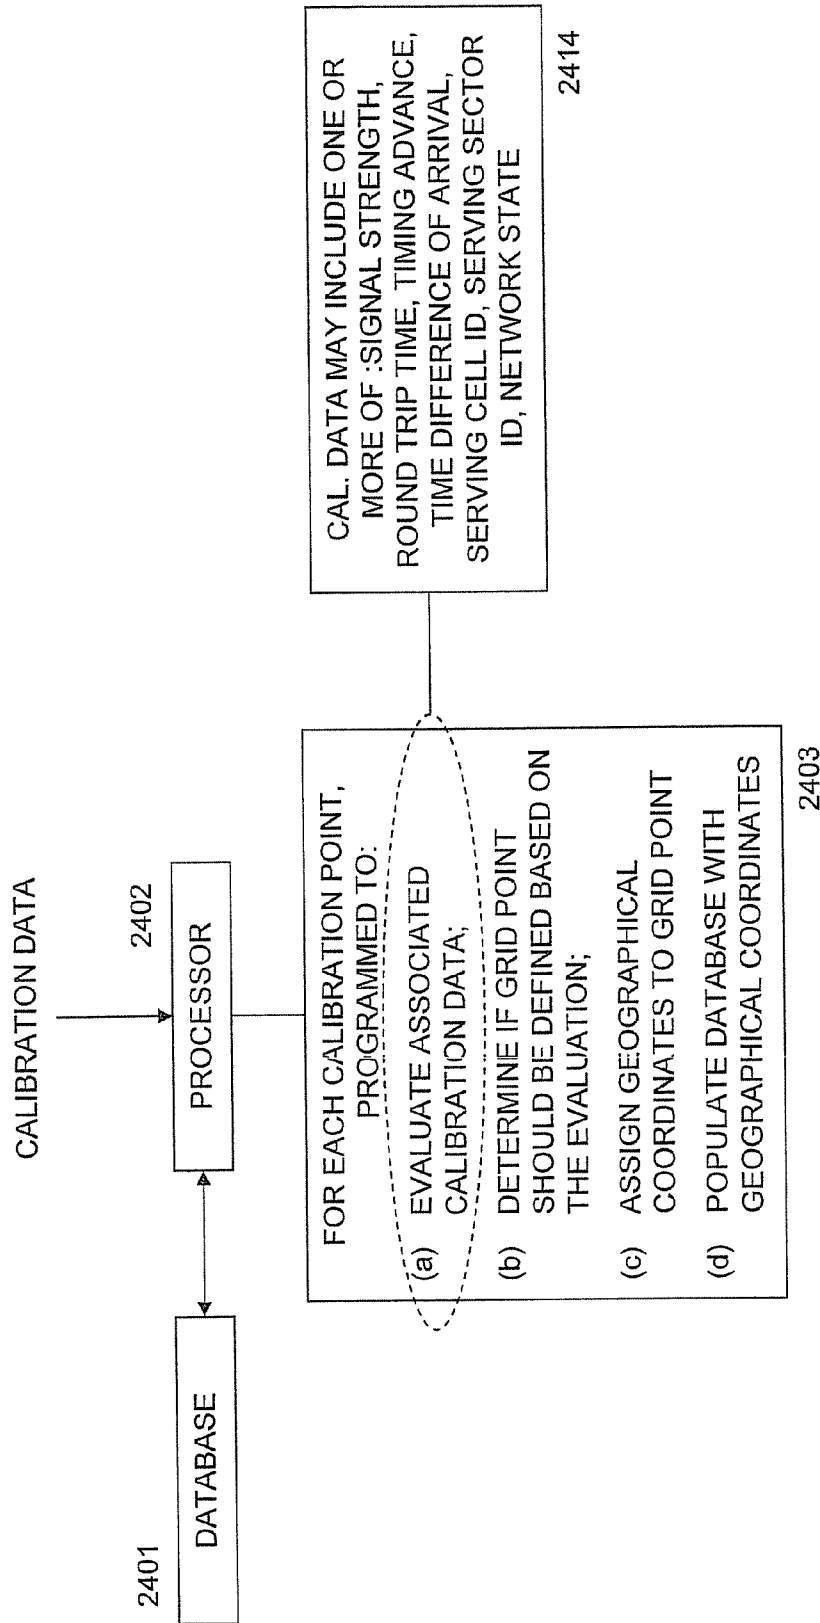 CALIBRATION DATA
2401
DATABASE
2402
PROCESSOR
FOR EACH CALIBRATION POINT,
PROGRAMMED TO:
(a) EVALUATE ASSOCIATED
CALIBRATION DATA;
(b) DETERMINE IF GRID POINT
SHOULD BE DEFINED BASED ON
THE EVALUATION;
(c) ASSIGN GEOGRAPHICAL
COORDINATES TO GRID POINT
(d) POPULATE DATABASE WITH
GEOGRAPHICAL COORDINATES
2403
CAL. DATA MAY INCLUDE ONE OR
MORE OF :SIGNAL STRENGTH,
ROUND TRIP TIME, TIMING ADVANCE,
TIME DIFFERENCE OF ARRIVAL,
SERVING CELL ID, SERVING SECTOR
ID, NETWORK STATE
2414